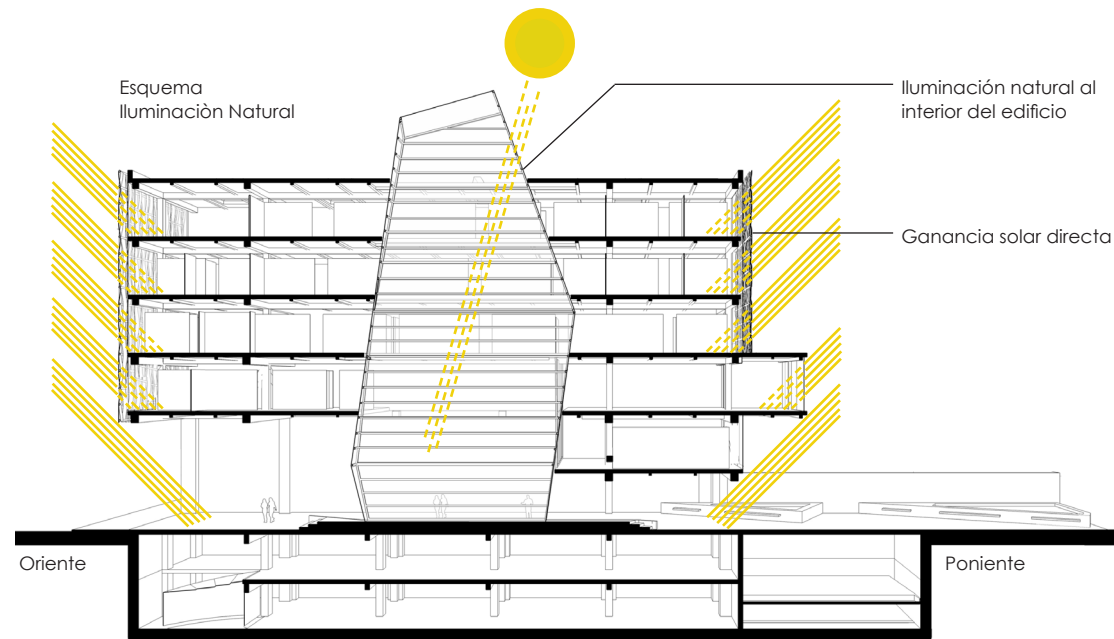 Esquema
Iluminaciòn Natural
Iluminación natural al
interior del edificio
Ganancia solar directa
Oriente
Poniente